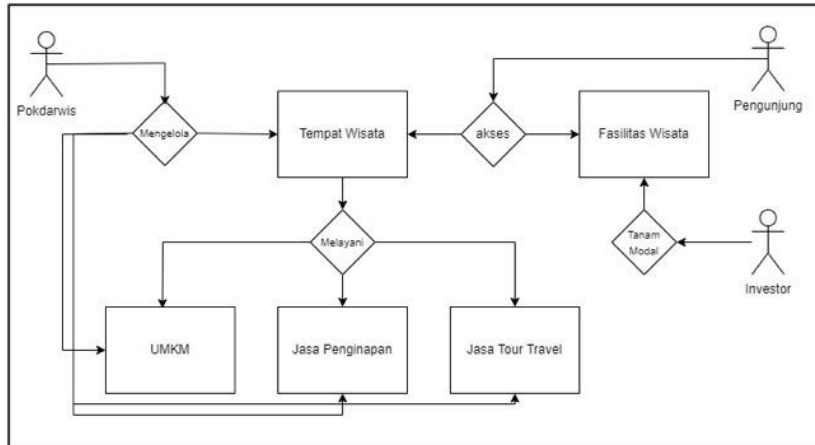 Pokdarwis
Pengunjung
Mengelola
Tempat Wisata
akses
Fasilitas Wisata
Melayani
Tanam
Modal
Investor
UMKM
Jasa Penginapan
Jasa Tour Travel